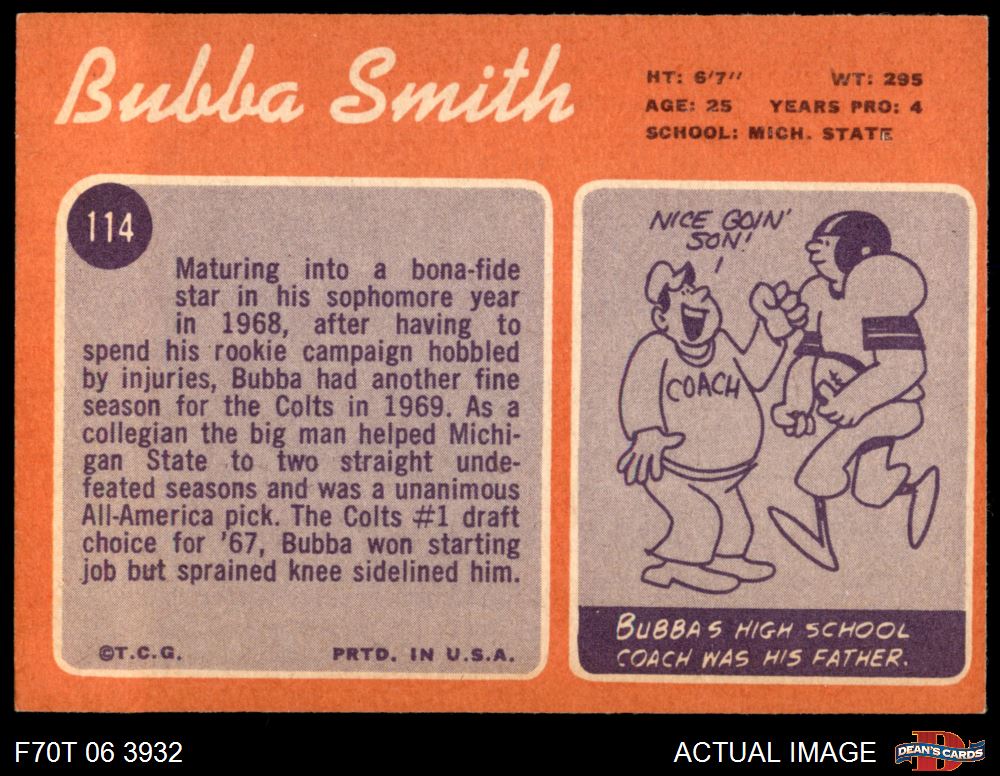 Bubba Smith
HT: 6'7" WT: 295
AGE: 25 YEARS PRO: 4
SCHOOL: MICH. STATE
114
Maturing into a bona-fide
star in his sophomore year
in 1968, after having to
spend his rookie campaign hobbled
by injuries, Bubba had another fine
season for the Colts in 1969. As a
collegian the big man helped Michi-
gan State to two straight unde-
feated seasons and was a unanimous
All-America pick. The Colts #1 draft
choice for '67, Bubba won starting
job but sprained knee sidelined him.
©T.C.G. PRTD. IN U.S.A.
NICE GOIN'
SON!
COACH
BUBBAS HIGH SCHOOL
COACH WAS HIS FATHER.
F70T 06 3932 ACTUAL IMAGE DEAN'S CARDS